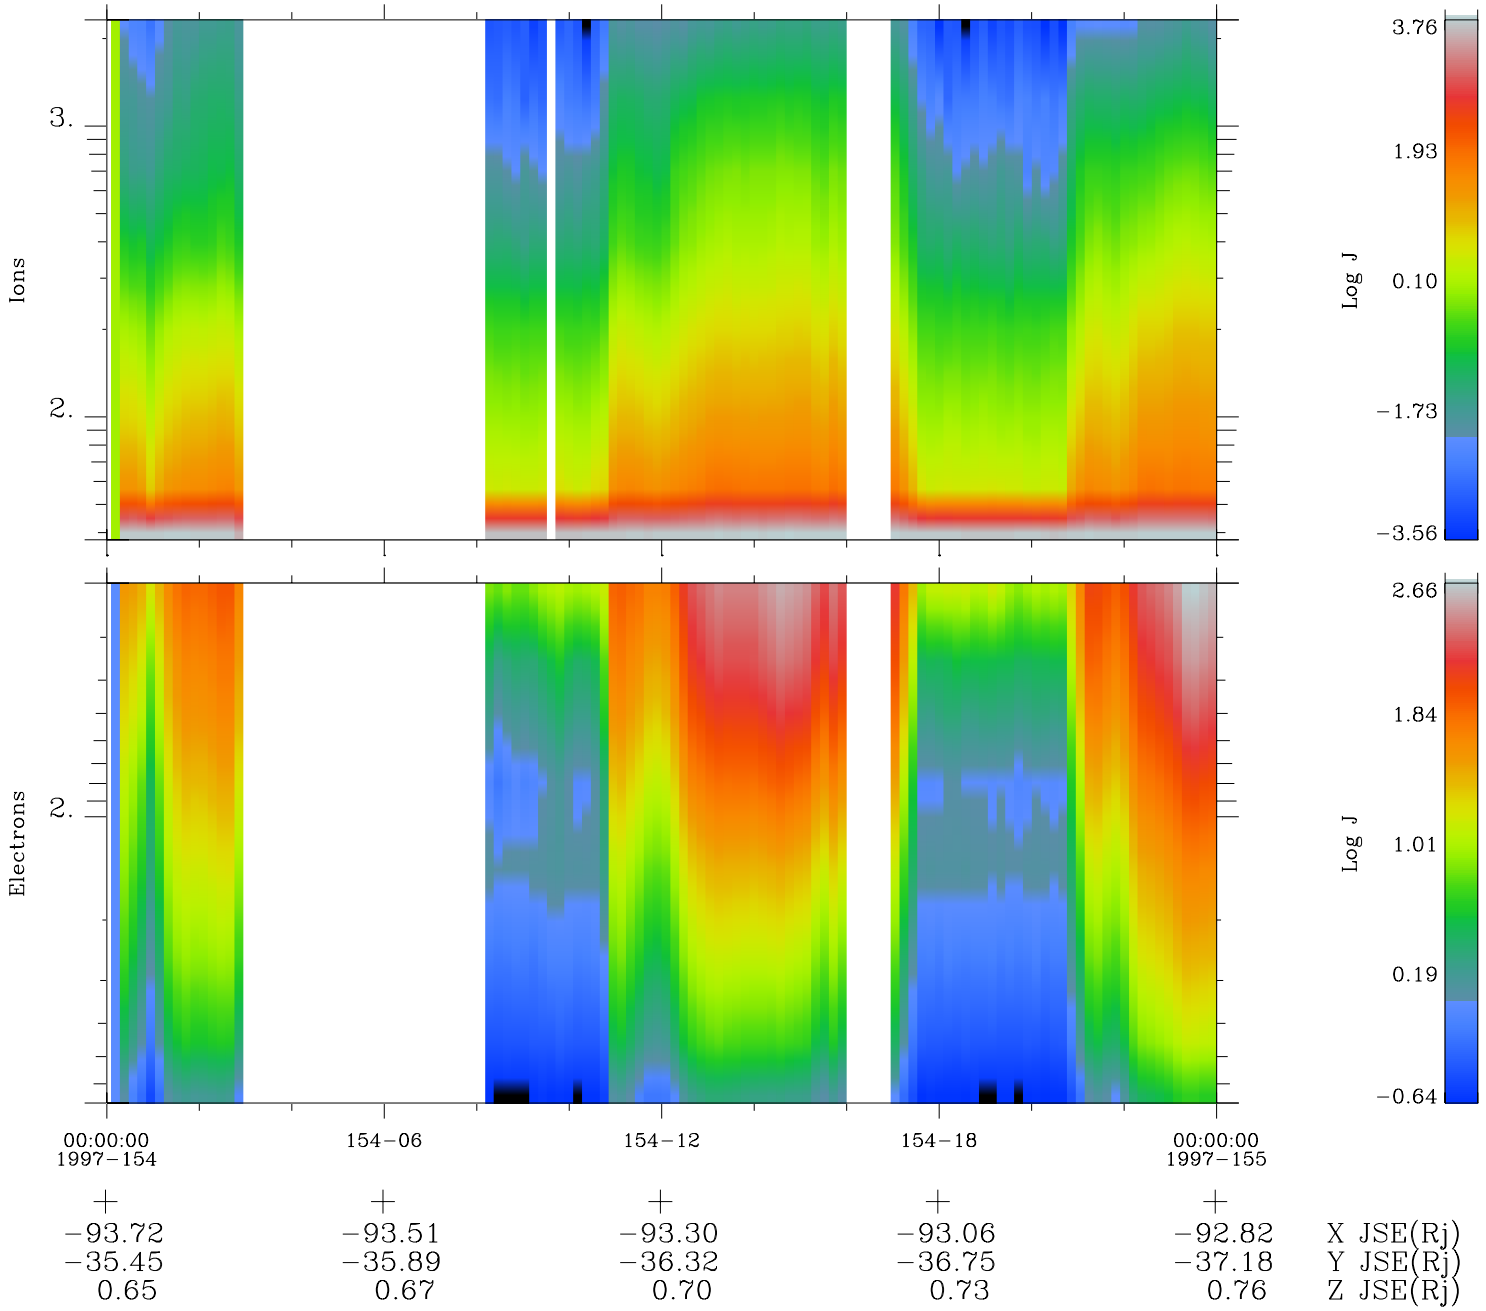 3.
2.
Ions
3.76
1.93
0.10
−1.73
−3.56
Log J
2.
Electrons
2.66
1.84
1.01
0.19
−0.64
Log J
00:00:00 154−06 154−12 154−18 00:00:00
1997−154 1997−155
−93.72 −93.51 −93.30 −93.06 −92.82 X JSE(Rj)
−35.45 −35.89 −36.32 −36.75 −37.18 Y JSE(Rj)
0.65 0.67 0.70 0.73 0.76 Z JSE(Rj)